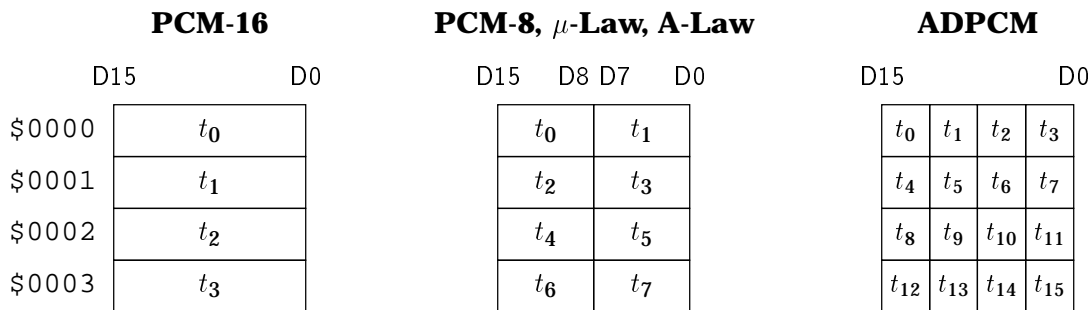 PCM-16 PCM-8, μ-Law, A-Law ADPCM
D15 D0 D15 D8 D7 D0 D15 D0
$0000 t0 t0 t1 t0 t1 t2 t3
$0001 t1 t2 t3 t4 t5 t6 t7
$0002 t2 t4 t5 t8 t9 t10 t11
$0003 t3 t6 t7 t12 t13 t14 t15